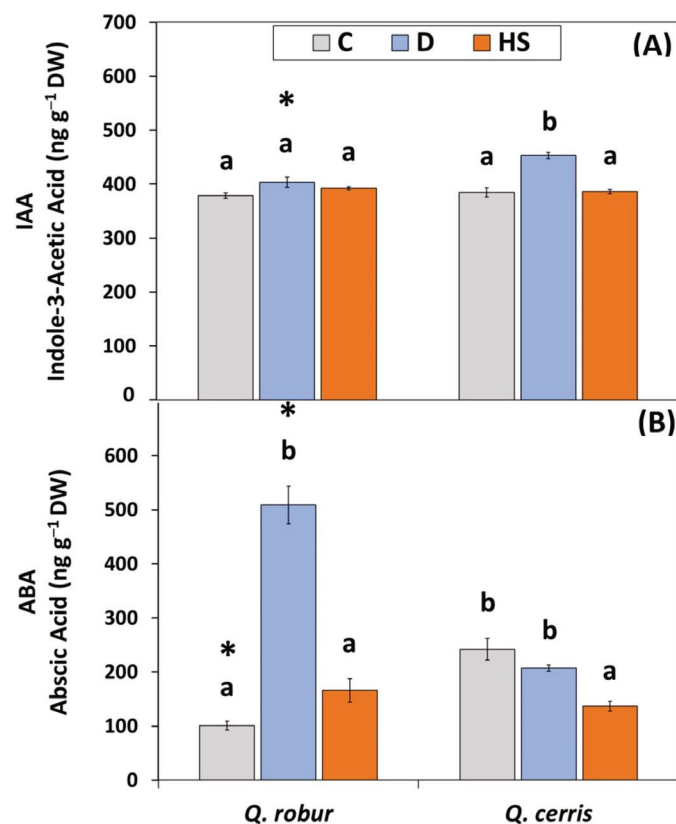 700
C D HS
(A)
600
500
400
300
200
100
0
IAA
Indole-3-Acetic Acid (ng g⁻¹ DW)
*
a a a
a b a
(B)
600
500
400
300
200
100
0
ABA
Abscic Acid (ng g⁻¹ DW)
*
b
*
a
a
b b a
Q. robur Q. cerris